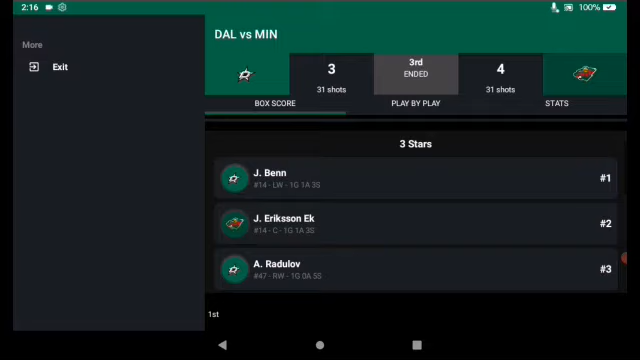 2:16
100%
More
Exit
DAL vs MIN
3
31 shots
3rd
ENDED
4
31 shots
BOX SCORE
PLAY BY PLAY
STATS
3 Stars
J. Benn
#14 - LW - 1G 1A 3S
#1
J. Eriksson Ek
#14 - C - 1G 1A 3S
#2
A. Radulov
#47 - RW - 1G 0A 5S
#3
1st